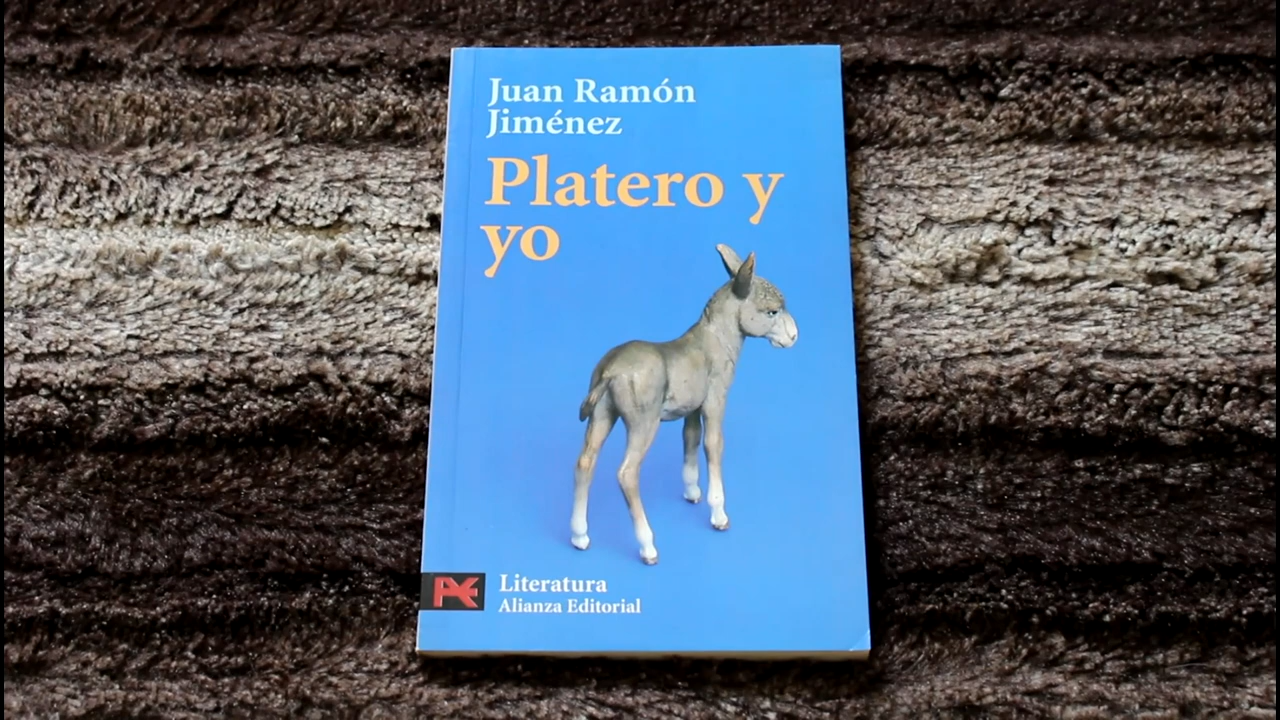 Juan Ramón
Jiménez
Platero y
yo
Literatura
Alianza Editorial